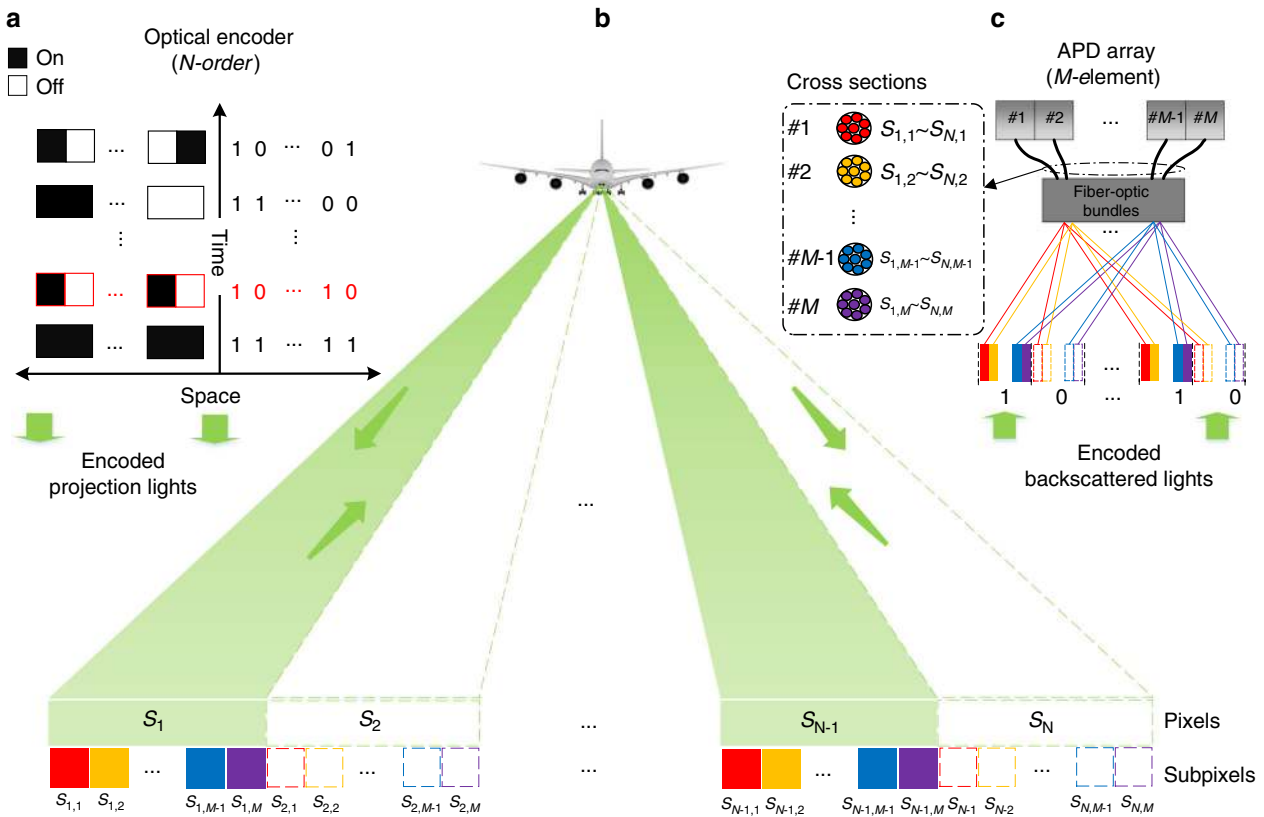 a
On
Off
Optical encoder
(N-order)
1 0 ... 0 1
1 1 ... 0 0
...
1 0 ... 1 0
1 1 ... 1 1
Time
Space
Encoded
projection lights
b
...
S1
S2
...
SN-1
SN
Pixels
S1,1 S1,2 ... S1,M-1 S1,M S2,1 S2,2 ... S2,M-1 S2,M ... SN-1,1 SN-1,2 ... SN-1,M-1 SN-1,M SN-1 SN-2 ... SN,M-1 SN,M
Subpixels
c
APD array
(M-element)
#1 #2 ... #M-1 #M
Fiber-optic
bundles
...
Cross sections
#1 S1,1~SN,1
#2 S1,2~SN,2
...
#M-1 S1,M-1~SN,M-1
#M S1,M~SN,M
1 0 ... 1 0
Encoded
backscattered lights